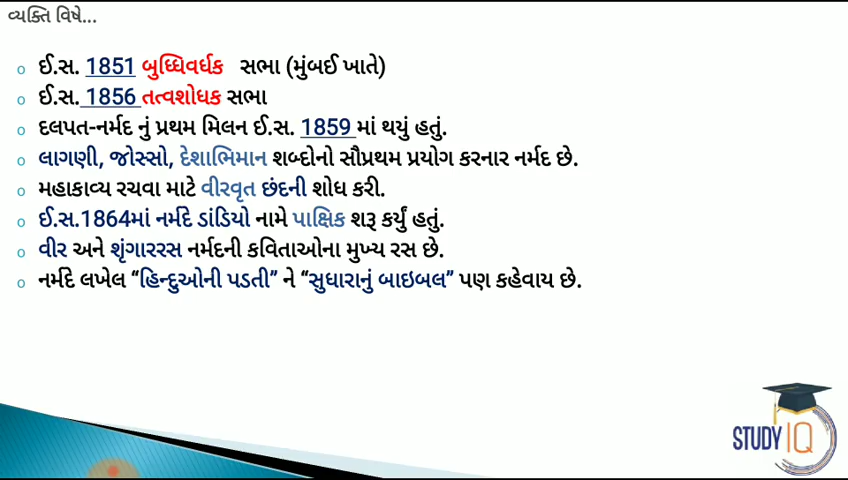 વ્યક્તિ વિષે...
ઈ.સ. 1851 બુધ્ધિવર્ધક સભા (મુંબઈ ખાતે)
ઈ.સ. 1856 તત્વશોધક સભા
દલપત-નર્મદ નું પ્રથમ મિલન ઈ.સ. 1859 માં થયું હતું.
લાગણી, જોસ્સો, દેશાભિમાન શબ્દોનો સૌપ્રથમ પ્રયોગ કરનાર નર્મદ છે.
મહાકાવ્ય રચવા માટે વીરવૃત છંદની શોધ કરી.
ઈ.સ.1864માં નર્મદે ડાંડિયો નામે પાક્ષિક શરૂ કર્યું હતું.
વીર અને શૃંગારરસ નર્મદની કવિતાઓના મુખ્ય રસ છે.
નર્મદે લખેલ “હિન્દુઓની પડતી” ને “સુધારાનું બાઇબલ” પણ કહેવાય છે.
STUDY IQ